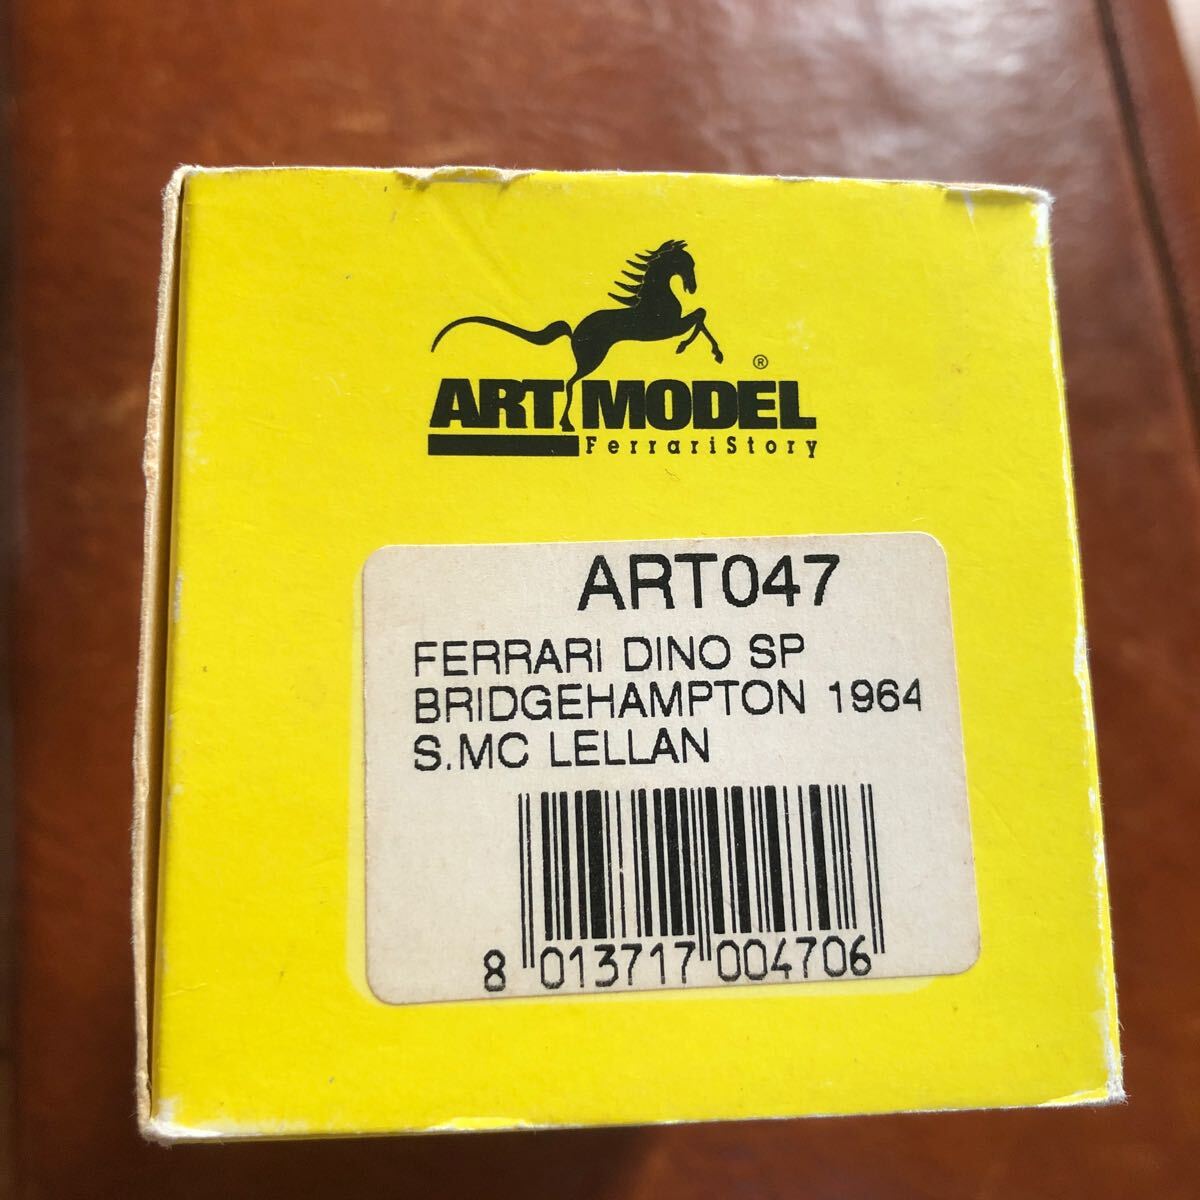 ART MODEL ®
FerrariStory
ART047
FERRARI DINO SP
BRIDGEHAMPTON 1964
S.MC LELLAN
8 013717 004706